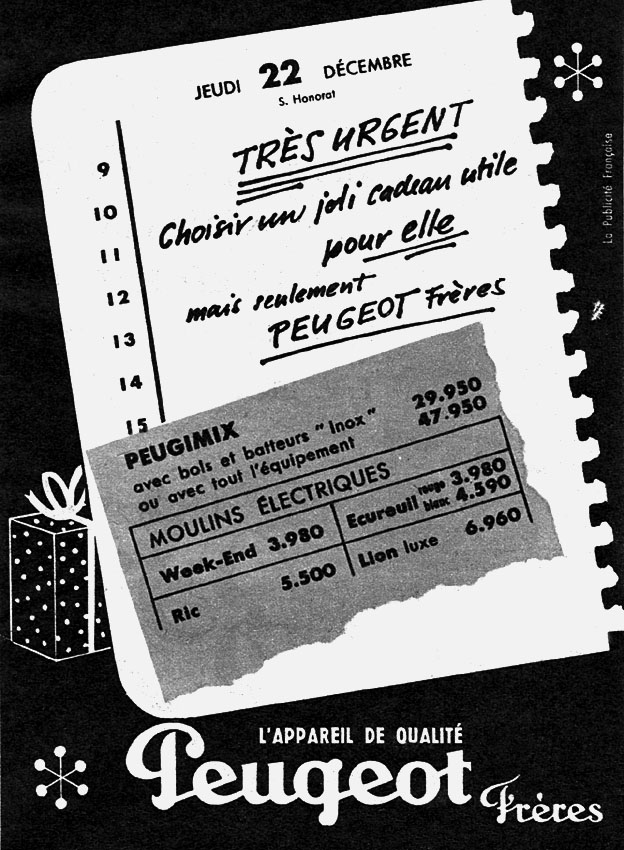 JEUDI 22 DÉCEMBRE
S. Honorat
9
10
11
12
13
14
15
TRÈS URGENT
Choisir un joli cadeau utile
pour elle
mais seulement
PEUGEOT Frères
PEUGIMIX
avec bols et batteurs "Inox" 29.950
ou avec tout l'équipement 47.950
MOULINS ÉLECTRIQUES
Week-End 3.980
Ecureuil rouge 3.980
blanc 4.590
Ric 5.500
Lion luxe 6.960
La Publicité Française
L'APPAREIL DE QUALITÉ
Peugeot Frères